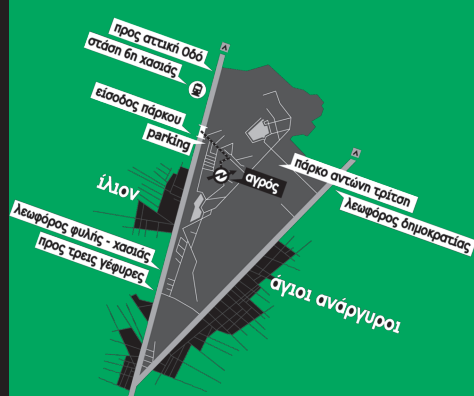 προς αττική Οδό
στάση 6η χασιάς
είσοδος πάρκου
parking
ίλιον
αγρός
πάρκο αντώνη τρίτση
λεωφόρος δημοκρατίας
λεωφόρος φυλής - χασιάς
προς τρεις γέφυρες
άγιοι ανάργυροι